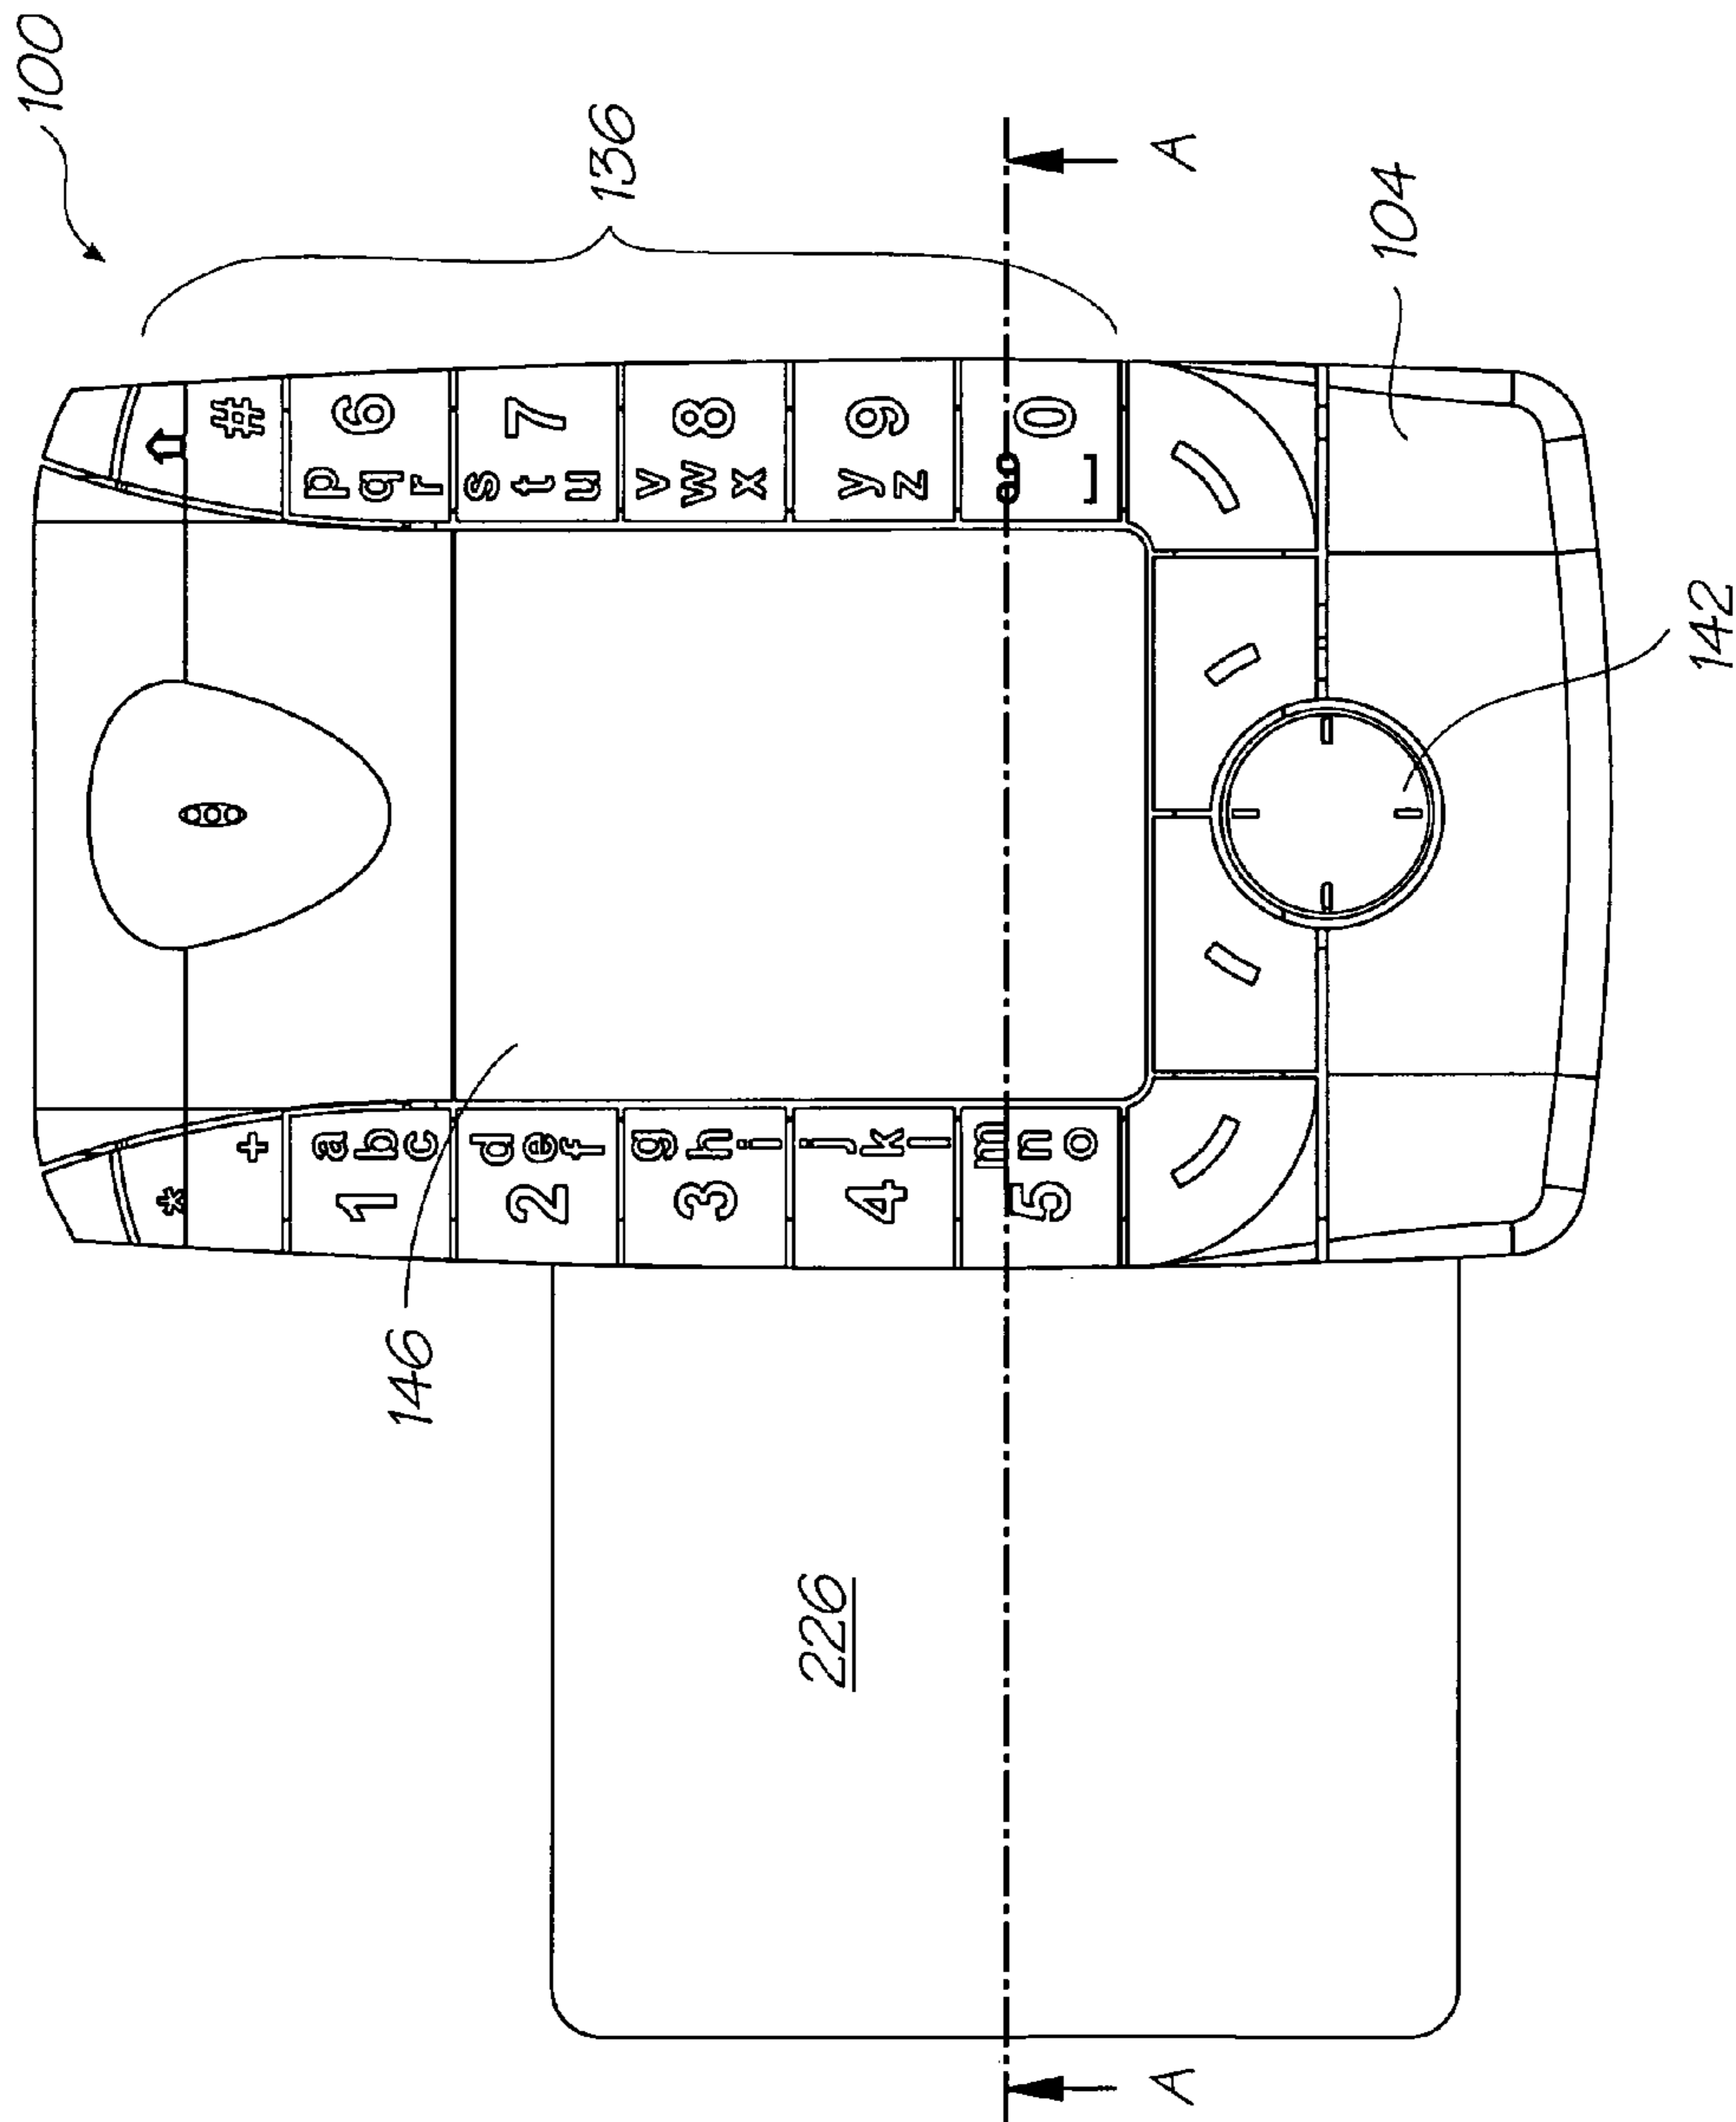 100
*
+ #
1 abc pqr 6
146
2 def stu 7
136
3 ghi vwx 8
226
4 jkl yz 9
5 mno 0
A A
104
142